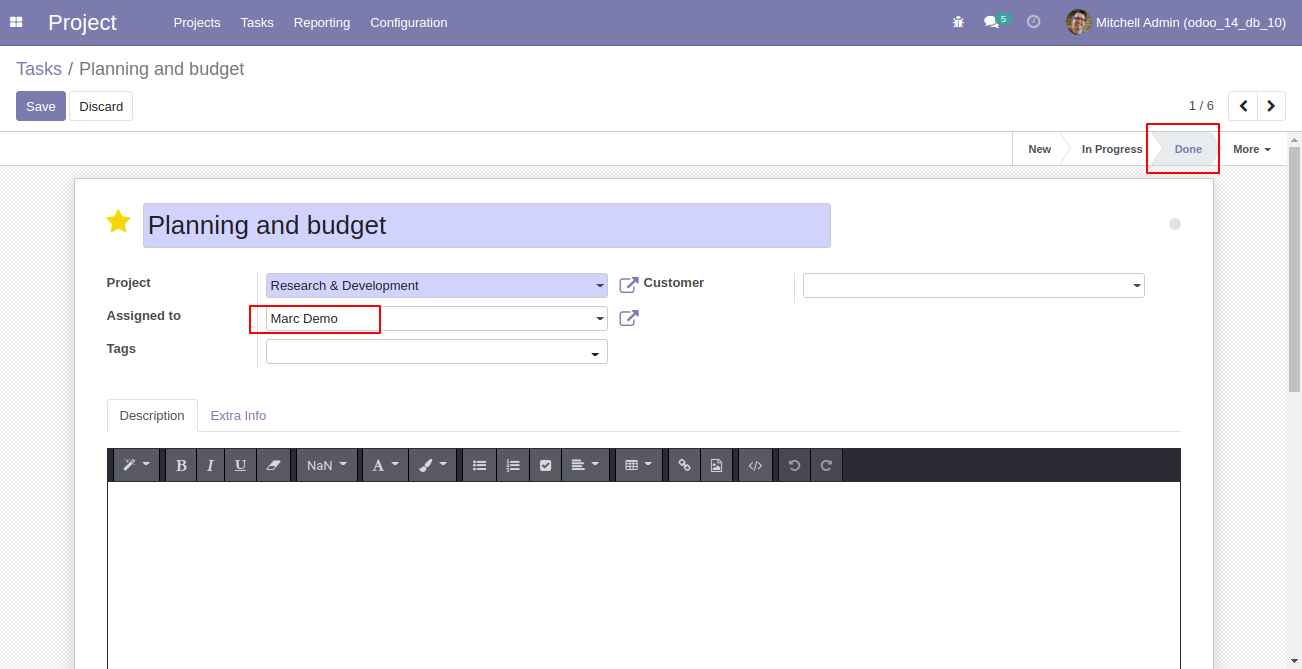 Project Projects Tasks Reporting Configuration 5 Mitchell Admin (odoo_14_db_10)
Tasks / Planning and budget
Save Discard 1 / 6
New In Progress Done More
Planning and budget
Project Research & Development Customer
Assigned to Marc Demo
Tags
Description Extra Info
B I U NaN A